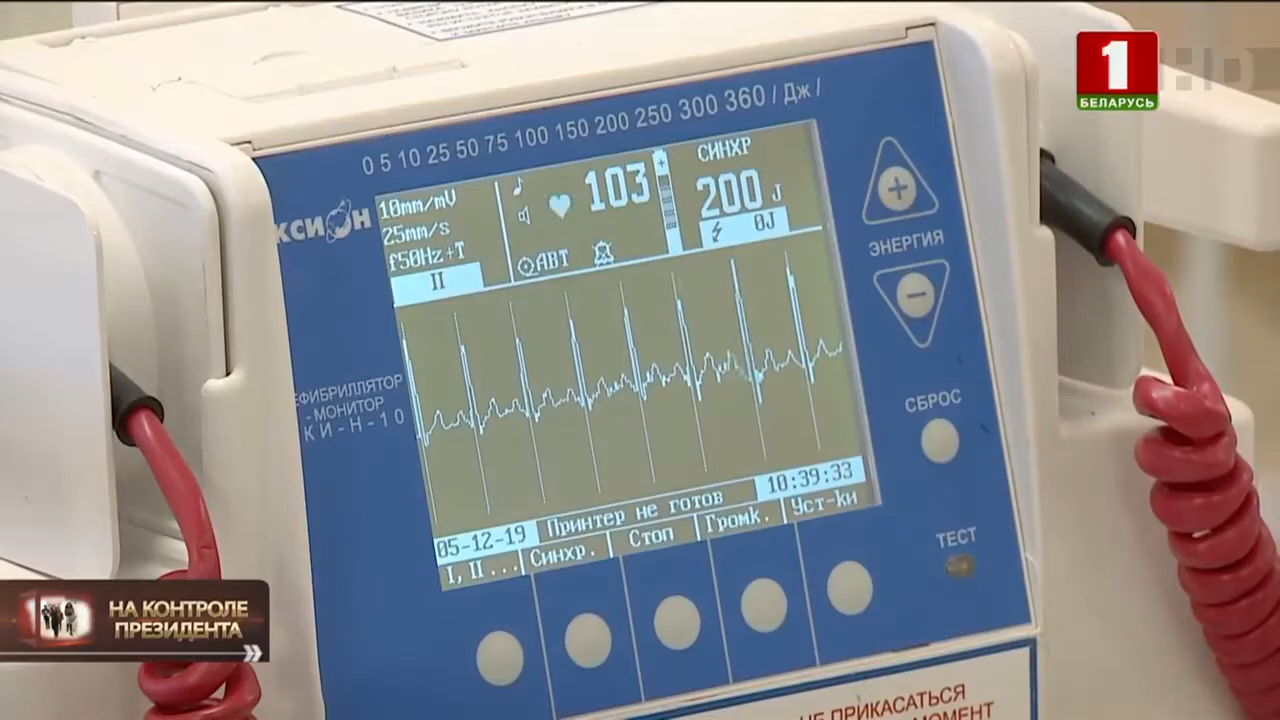 1
БЕЛАРУСЬ
0 5 10 25 50 75 100 150 200 250 300 360 / Дж /
КСИОН
10mm/mV
25mm/s
f50Hz+T
II
103
АВТ
СИНХР
200 J
0J
ЭНЕРГИЯ
ЕФИБРИЛЛЯТОР
-МОНИТОР
КИ-Н-10
СБРОС
ТЕСТ
05-12-19 Принтер не готов 10:39:33
I, II... Синхр. Стоп Громк. Уст-ки
НА КОНТРОЛЕ
ПРЕЗИДЕНТА
НЕ ПРИКАСАТЬСЯ
МОМЕНТ